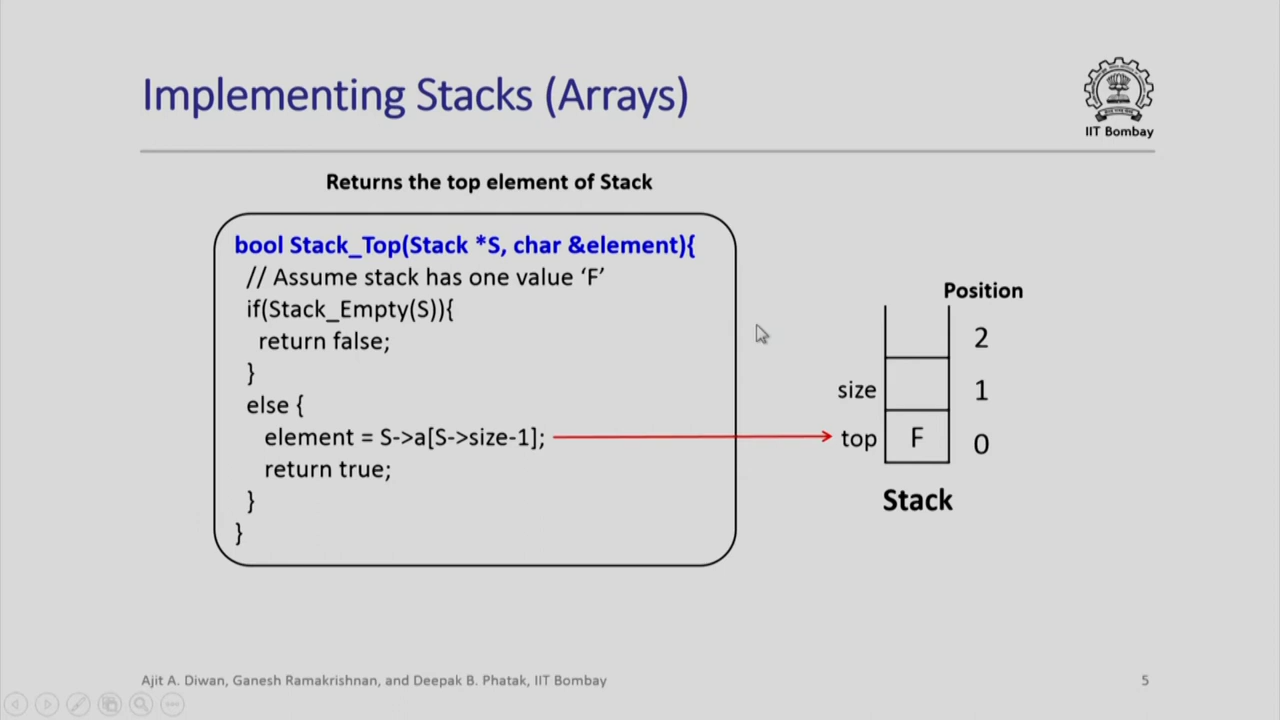 Implementing Stacks (Arrays)
IIT Bombay
Returns the top element of Stack
bool Stack_Top(Stack *S, char &element){
// Assume stack has one value ‘F’
if(Stack_Empty(S)){
return false;
}
else {
element = S->a[S->size-1];
return true;
}
}
Position
2
size 1
top F 0
Stack
Ajit A. Diwan, Ganesh Ramakrishnan, and Deepak B. Phatak, IIT Bombay 5